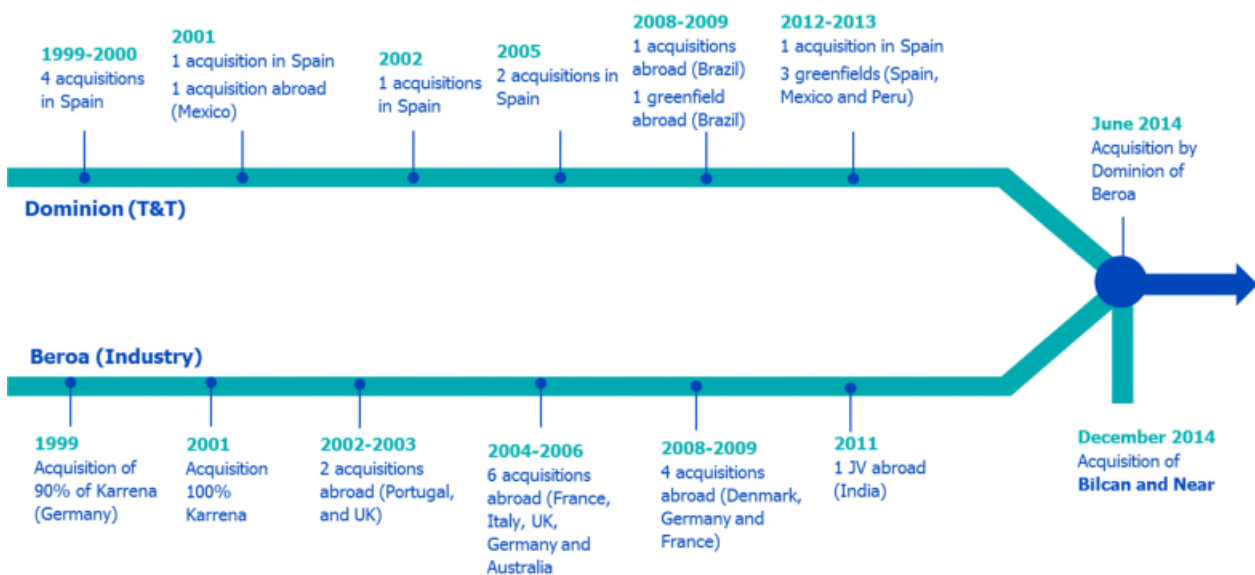 1999-2000
4 acquisitions
in Spain
2001
1 acquisition in Spain
1 acquisition abroad
(Mexico)
2002
1 acquisitions
in Spain
2005
2 acquisitions in
Spain
2008-2009
1 acquisitions
abroad (Brazil)
1 greenfield
abroad (Brazil)
2012-2013
1 acquisition in Spain
3 greenfields (Spain,
Mexico and Peru)
June 2014
Acquisition by
Dominion of
Beroa
Dominion (T&T)
Beroa (Industry)
1999
Acquisition of
90% of Karrena
(Germany)
2001
Acquisition
100%
Karrena
2002-2003
2 acquisitions
abroad (Portugal,
and UK)
2004-2006
6 acquisitions
abroad (France,
Italy, UK,
Germany and
Australia
2008-2009
4 acquisitions
abroad (Denmark,
Germany and
France)
2011
1 JV abroad
(India)
December 2014
Acquisition of
Bilcan and Near